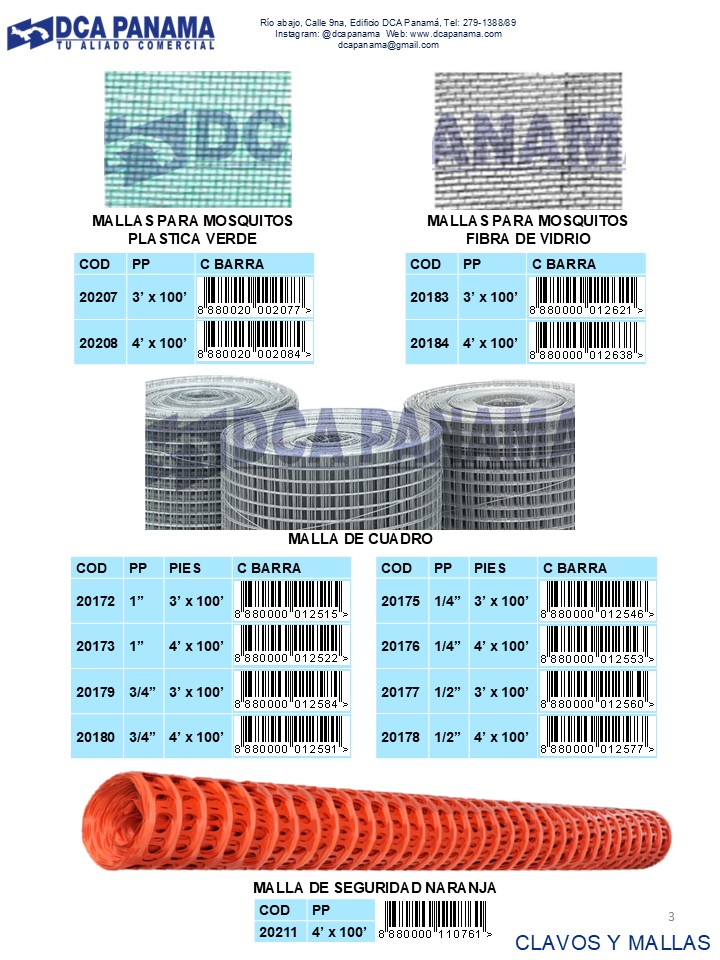 DCA PANAMA
TU ALIADO COMERCIAL
Río abajo, Calle 9na, Edificio DCA Panamá, Tel: 279-1388/89
Instagram: @dcapanama Web: www.dcapanama.com
dcapanama@gmail.com
DCA
ANAMA
MALLAS PARA MOSQUITOS
PLASTICA VERDE
COD PP C BARRA
20207 3’ x 100’ 8 880020 002077 >
20208 4’ x 100’ 8 880020 002084 >
MALLAS PARA MOSQUITOS
FIBRA DE VIDRIO
COD PP C BARRA
20183 3’ x 100’ 8 880000 012621 >
20184 4’ x 100’ 8 880000 012638 >
DCA PANAMA
MALLA DE CUADRO
COD PP PIES C BARRA
20172 1” 3’ x 100’ 8 880000 012515 >
20173 1” 4’ x 100’ 8 880000 012522 >
20179 3/4” 3’ x 100’ 8 880000 012584 >
20180 3/4” 4’ x 100’ 8 880000 012591 >
COD PP PIES C BARRA
20175 1/4” 3’ x 100’ 8 880000 012546 >
20176 1/4” 4’ x 100’ 8 880000 012553 >
20177 1/2” 3’ x 100’ 8 880000 012560 >
20178 1/2” 4’ x 100’ 8 880000 012577 >
MALLA DE SEGURIDAD NARANJA
COD PP
20211 4’ x 100’ 8 880000 110761 >
3
CLAVOS Y MALLAS